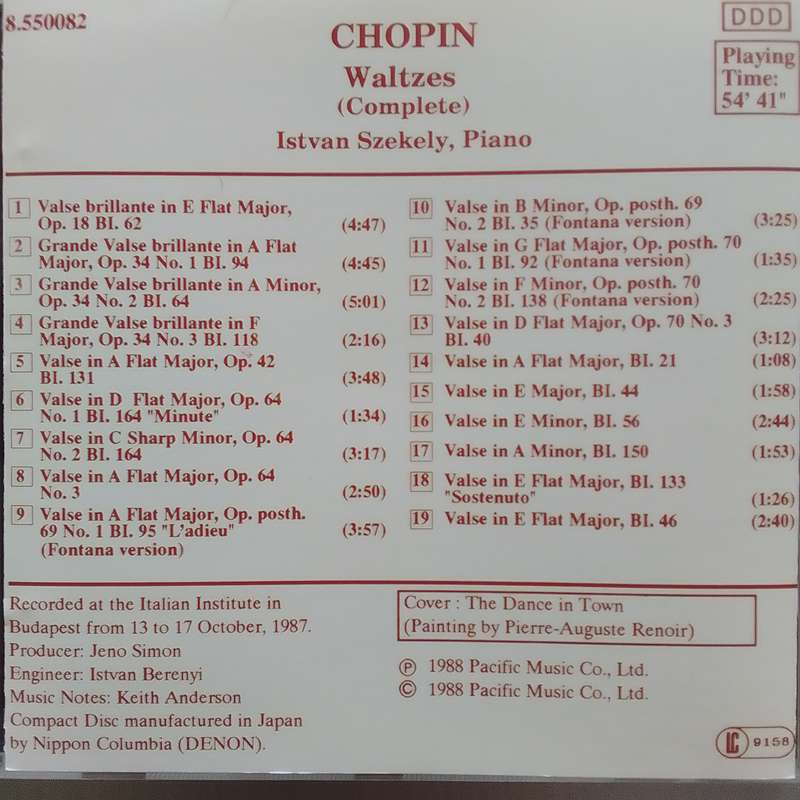 8.550082
DDD
CHOPIN
Waltzes
(Complete)
Istvan Szekely, Piano
Playing
Time:
54' 41"
1 Valse brillante in E Flat Major,
Op. 18 BI. 62 (4:47)
2 Grande Valse brillante in A Flat
Major, Op. 34 No. 1 BI. 94 (4:45)
3 Grande Valse brillante in A Minor,
Op. 34 No. 2 BI. 64 (5:01)
4 Grande Valse brillante in F
Major, Op. 34 No. 3 BI. 118 (2:16)
5 Valse in A Flat Major, Op. 42
BI. 131 (3:48)
6 Valse in D Flat Major, Op. 64
No. 1 BI. 164 "Minute" (1:34)
7 Valse in C Sharp Minor, Op. 64
No. 2 BI. 164 (3:17)
8 Valse in A Flat Major, Op. 64
No. 3 (2:50)
9 Valse in A Flat Major, Op. posth.
69 No. 1 BI. 95 "L'adieu" (3:57)
(Fontana version)
10 Valse in B Minor, Op. posth. 69
No. 2 BI. 35 (Fontana version) (3:25)
11 Valse in G Flat Major, Op. posth. 70
No. 1 BI. 92 (Fontana version) (1:35)
12 Valse in F Minor, Op. posth. 70
No. 2 BI. 138 (Fontana version) (2:25)
13 Valse in D Flat Major, Op. 70 No. 3
BI. 40 (3:12)
14 Valse in A Flat Major, BI. 21 (1:08)
15 Valse in E Major, BI. 44 (1:58)
16 Valse in E Minor, BI. 56 (2:44)
17 Valse in A Minor, BI. 150 (1:53)
18 Valse in E Flat Major, BI. 133
"Sostenuto" (1:26)
19 Valse in E Flat Major, BI. 46 (2:40)
Recorded at the Italian Institute in
Budapest from 13 to 17 October, 1987.
Producer: Jeno Simon
Engineer: Istvan Berenyi
Music Notes: Keith Anderson
Compact Disc manufactured in Japan
by Nippon Columbia (DENON).
Cover : The Dance in Town
(Painting by Pierre-Auguste Renoir)
℗ 1988 Pacific Music Co., Ltd.
© 1988 Pacific Music Co., Ltd.
LC 9158